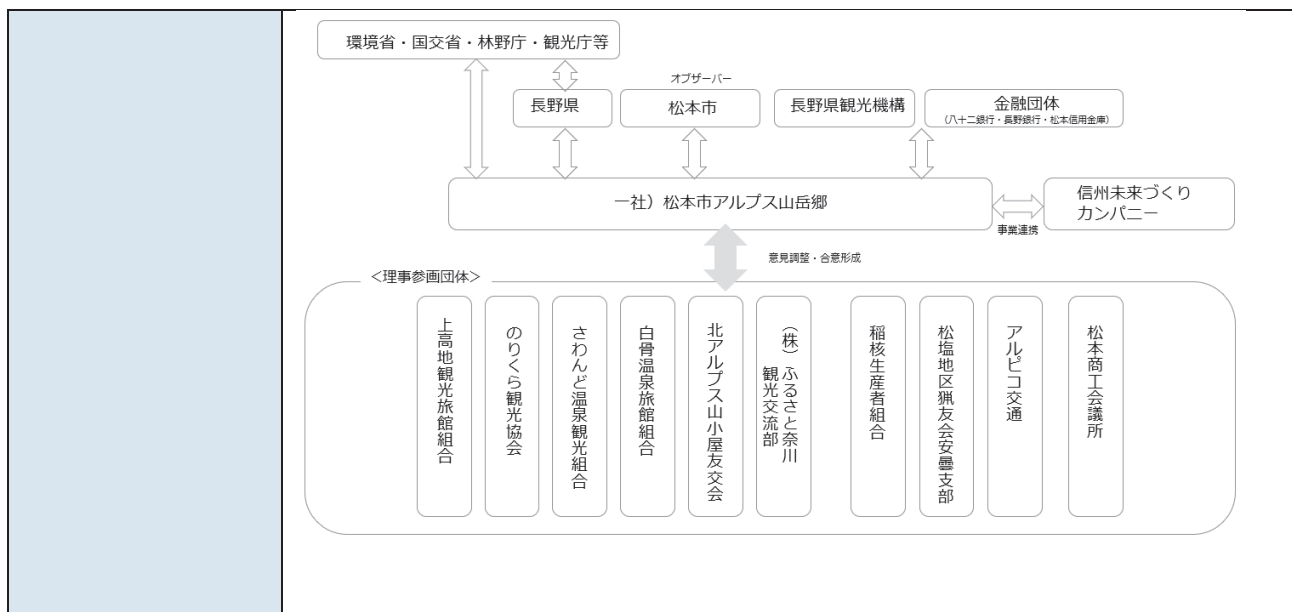 環境省・国交省・林野庁・観光庁等
オブザーバー
長野県
松本市
長野県観光機構
金融団体
(八十二銀行・長野銀行・松本信用金庫)
一社）松本市アルプス山岳郷
信州未来づくり
カンパニー
事業連携
意見調整・合意形成
＜理事参画団体＞
上高地観光旅館組合
のりくら観光協会
さわんど温泉観光組合
白骨温泉旅館組合
北アルプス山小屋友交会
（株）ふるさと奈川
観光交流部
稲核生産者組合
松塩地区猟友会安曇支部
アルピコ交通
松本商工会議所